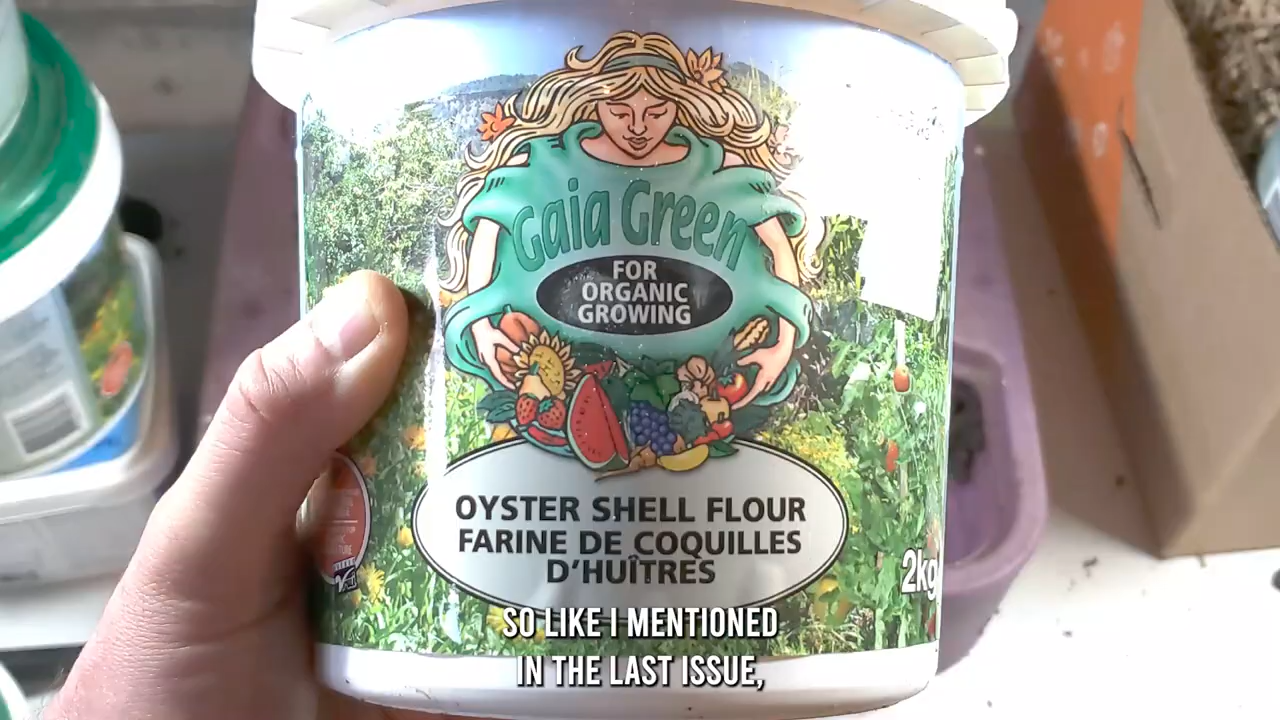 Gaia Green
FOR
ORGANIC
GROWING
OYSTER SHELL FLOUR
FARINE DE COQUILLES
D'HUÎTRES
2kg
SO LIKE I MENTIONED
IN THE LAST ISSUE,